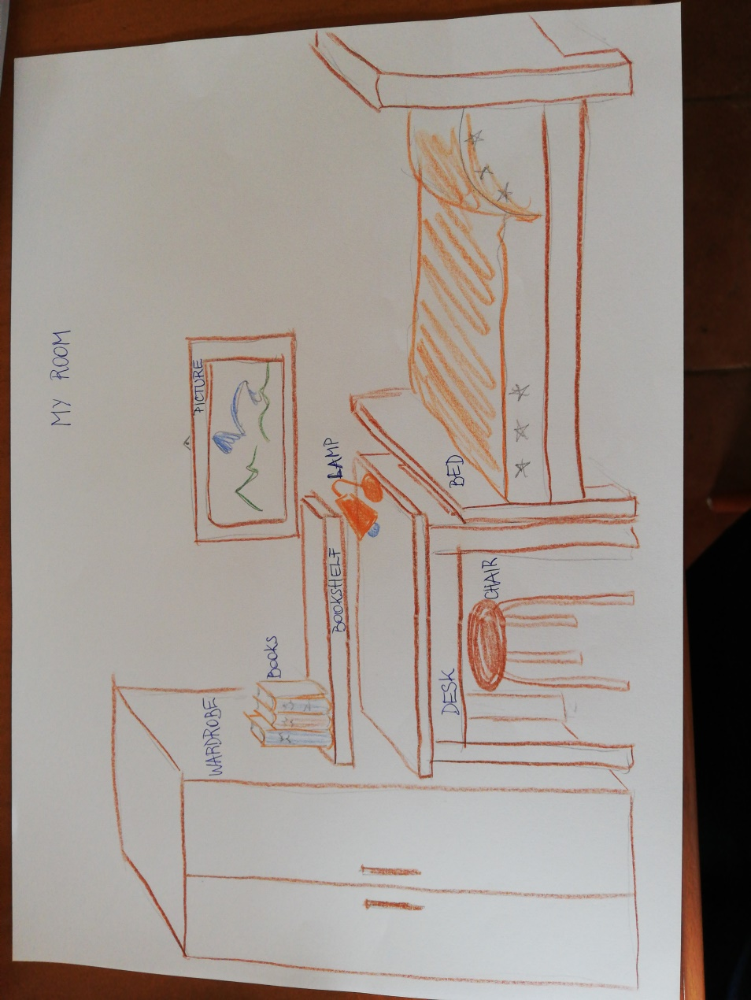 MY ROOM
PICTURE
WARDROBE
BOOKS
LAMP
BOOKSHELF
BED
DESK
CHAIR